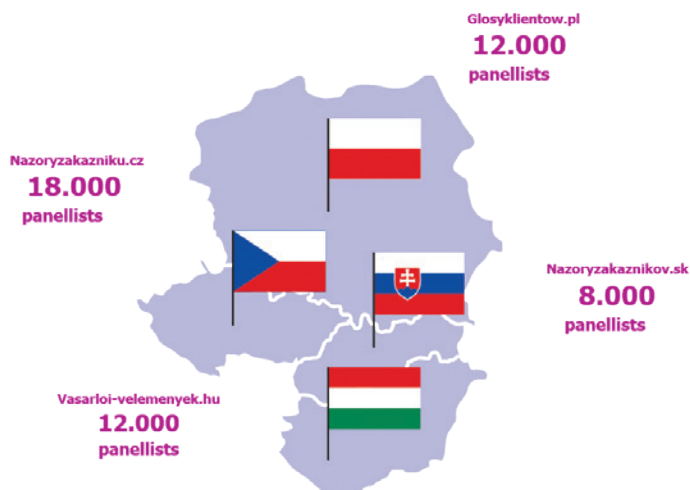 Glosyklientow.pl
12.000
panellists
Nazoryzakazniku.cz
18.000
panellists
Nazoryzakaznikov.sk
8.000
panellists
Vasarloi-velemenyek.hu
12.000
panellists